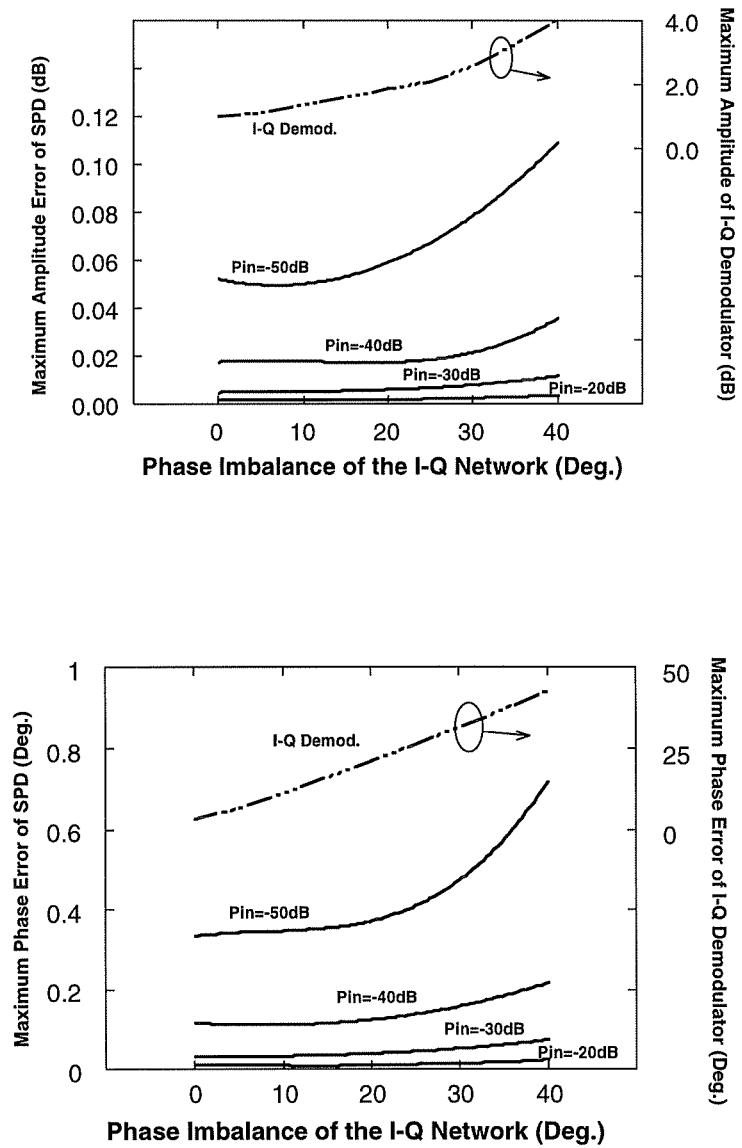 Maximum Amplitude Error of SPD (dB)
0.12
0.10
0.08
0.06
0.04
0.02
0.00
I-Q Demod.
Pin=-50dB
Pin=-40dB
Pin=-30dB
Pin=-20dB
4.0
2.0
0.0
Maximum Amplitude of I-Q
Demodulator (dB)
0 10 20 30 40
Phase Imbalance of the I-Q Network (Deg.)
Maximum Phase Error of SPD (Deg.)
1
0.8
0.6
0.4
0.2
0
I-Q Demod.
Pin=-50dB
Pin=-40dB
Pin=-30dB
Pin=-20dB
50
25
0
Maximum Phase Error of I-Q Demodulator (Deg.)
0 10 20 30 40
Phase Imbalance of the I-Q Network (Deg.)